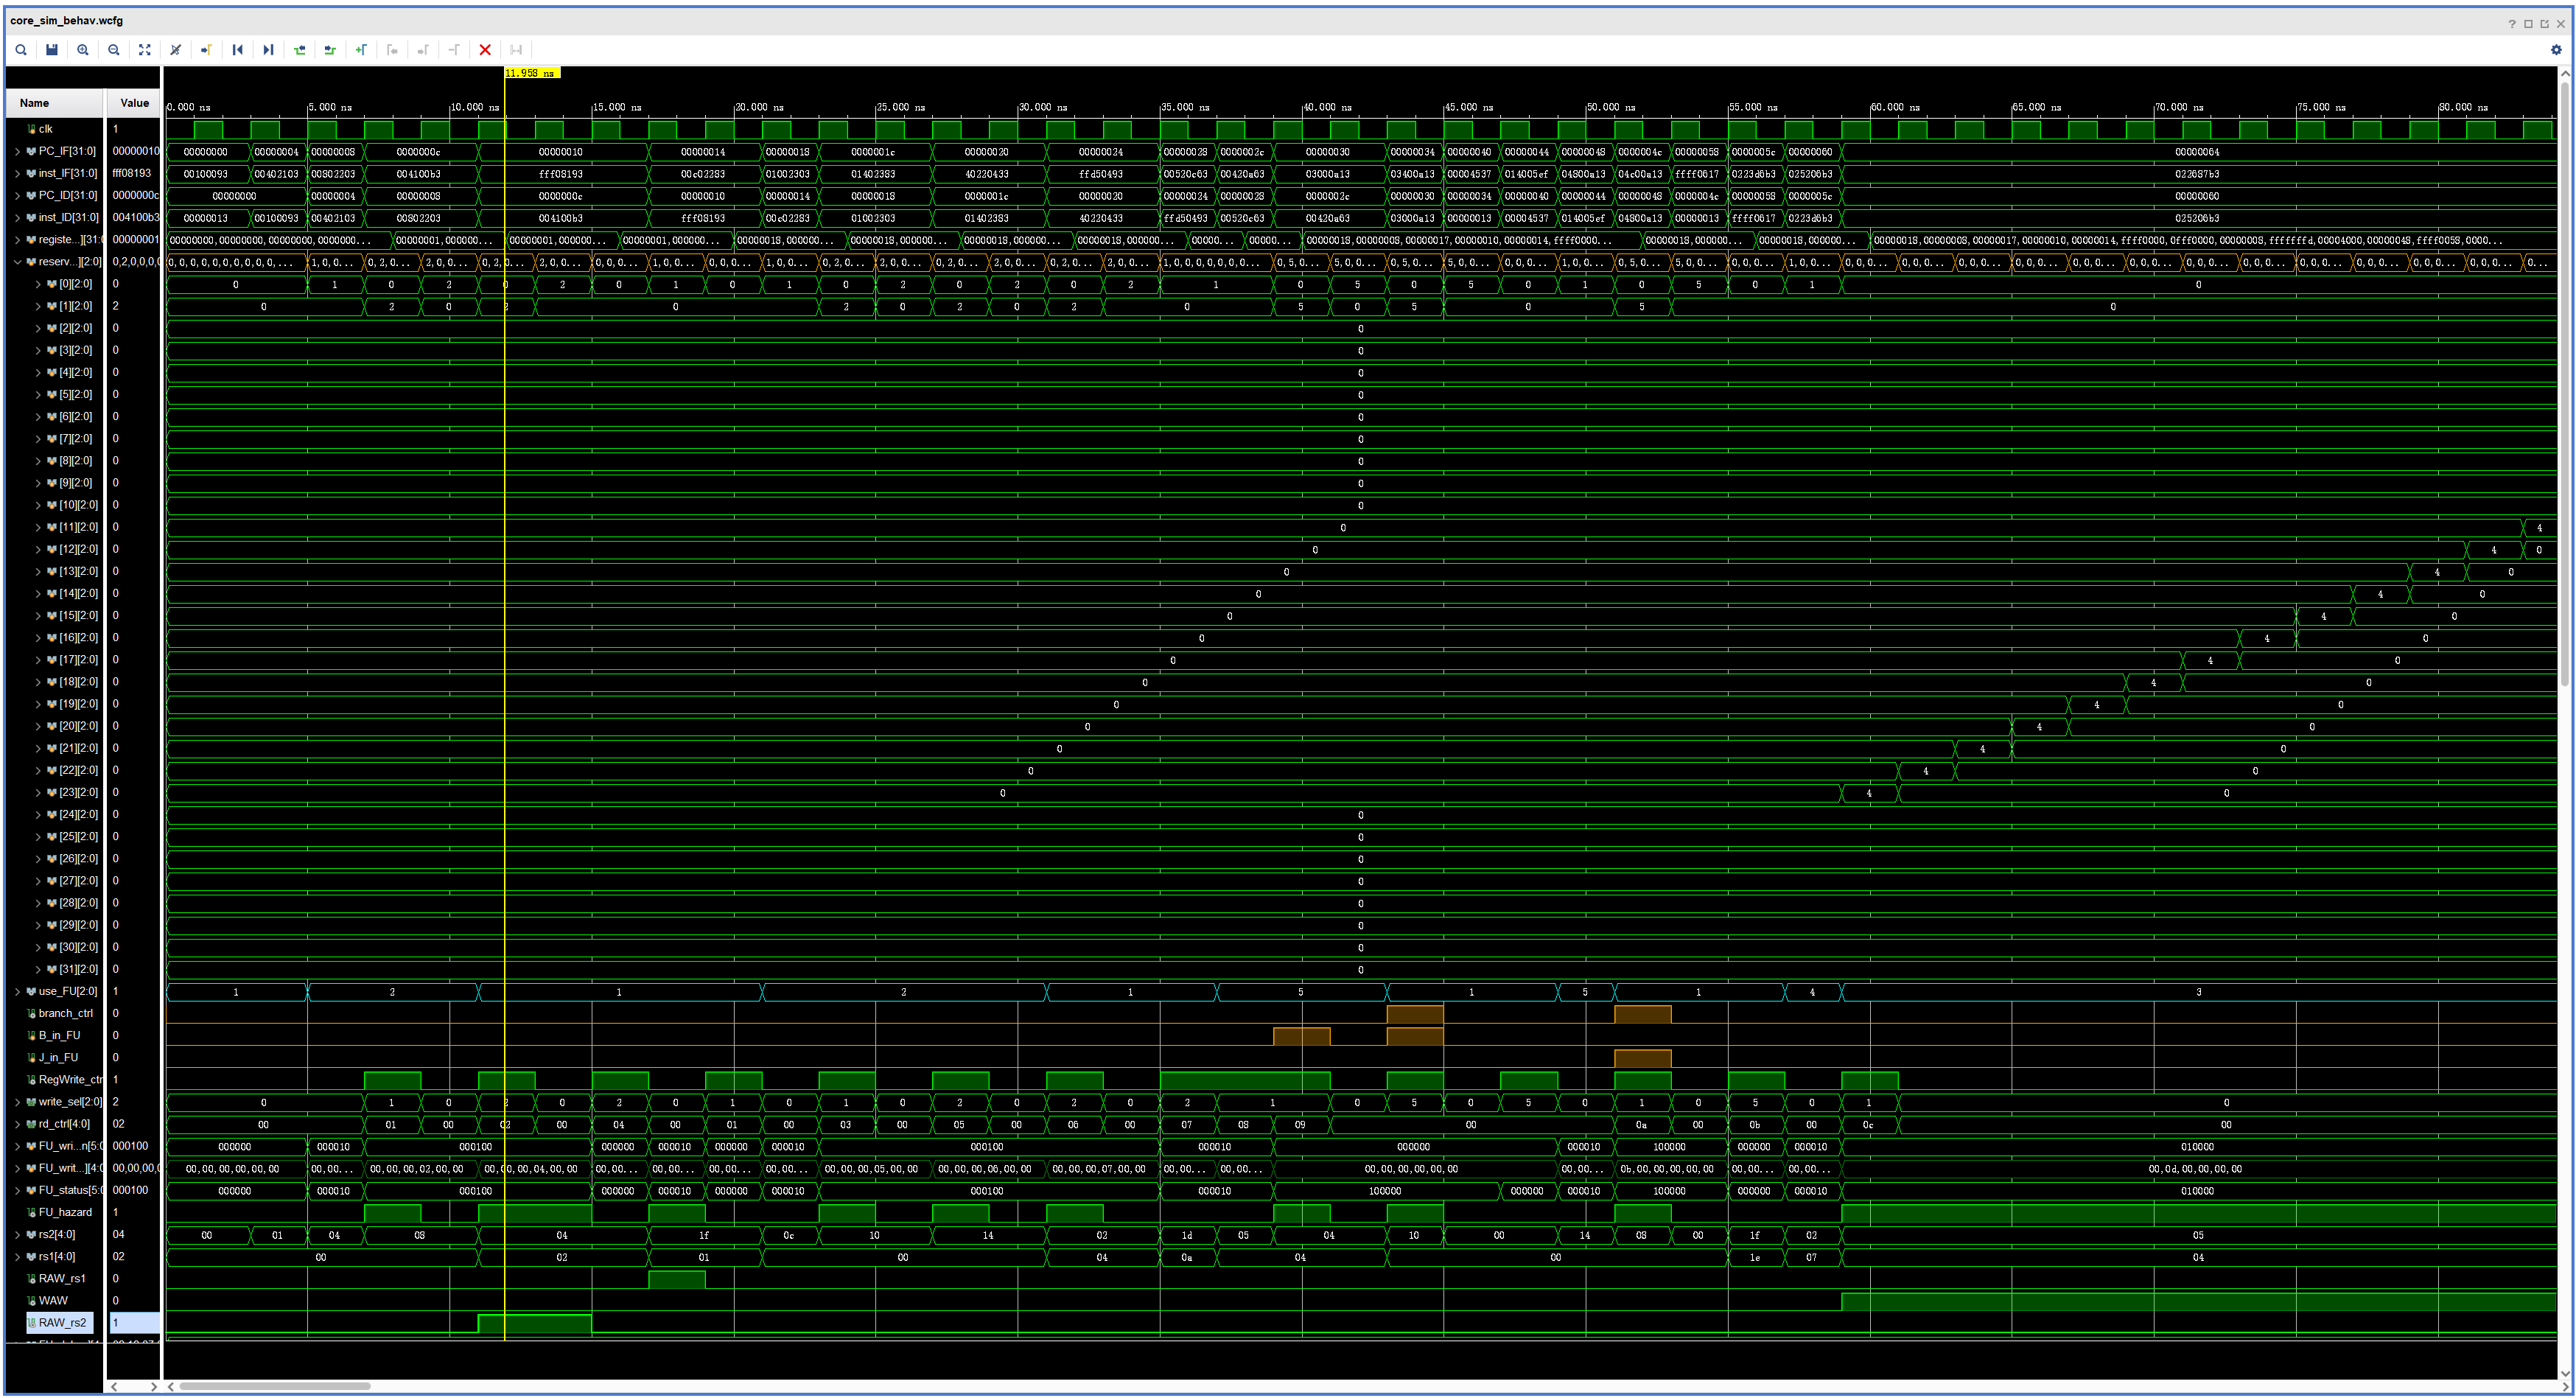 core_sim_behav.wcfg
11.958 ns
Name Value 0.000 ns 5.000 ns 10.000 ns 15.000 ns 20.000 ns 25.000 ns 30.000 ns 35.000 ns 40.000 ns 45.000 ns 50.000 ns 55.000 ns 60.000 ns 65.000 ns 70.000 ns 75.000 ns 80.000 ns
clk 1
PC_IF[31:0] 00000010 00000000 00000004 00000008 0000000c 00000010 00000014 00000018 0000001c 00000020 00000024 00000028 0000002c 00000030 00000034 00000040 00000044 00000048 0000004c 00000058 0000005c 00000060 00000064
inst_IF[31:0] fff08193 00100093 00402103 00802203 004100b3 fff08193 00c02283 01002303 01402383 40220433 ffd50493 00520c63 00420a63 03000a13 03400a13 00004537 014005ef 04800a13 04c00a13 ffff0617 0223d6b3 025206b3 022687b3
PC_ID[31:0] 0000000c 00000000 00000004 00000008 0000000c 00000010 00000014 00000018 0000001c 00000020 00000024 00000028 0000002c 00000030 00000034 00000040 00000044 00000048 0000004c 00000058 0000005c 00000060
inst_ID[31:0] 004100b3 00000013 00100093 00402103 00802203 004100b3 fff08193 00c02283 01002303 01402383 40220433 ffd50493 00520c63 00420a63 03000a13 00000013 00004537 014005ef 04800a13 00000013 ffff0617 0223d6b3 025206b3
registe...][31:0 00000001 00000000,00000000,00000000,0000000... 00000001,000000... 00000001,000000... 00000001,000000... 00000018,000000... 00000018,000000... 00000018,000000... 00000018,000000... 00000... 00000... 00000018,00000008,00000017,00000010,00000014,ffff0000... 00000018,000000... 00000018,000000... 00000018,00000008,00000017,00000010,00000014,ffff0000,0fff0000,00000008,fffffffd,00004000,00000048,ffff0058,0000...
reserv...][2:0] 0,2,0,0,0,0 0,0,0,0,0,0,0,0,0,... 1,0,0... 0,2,0... 2,0,0... 0,2,0... 2,0,0... 0,0,0... 1,0,0... 0,0,0... 1,0,0... 0,2,0... 2,0,0... 0,2,0... 2,0,0... 0,2,0... 2,0,0... 1,0,0,0,0,0,0,... 0,5,0... 5,0,0... 0,5,0... 5,0,0... 0,0,0... 1,0,0... 0,5,0... 5,0,0... 0,0,0... 1,0,0... 0,0,0... 0,0,0... 0,0,0... 0,0,0... 0,0,0... 0,0,0... 0,0,0... 0,0,0... 0,0,0... 0,0,0... 0,0,0... 0,0,0... 0...
[0][2:0] 0 0 1 0 2 0 2 0 1 0 1 0 2 0 2 0 2 1 0 5 0 5 0 1 0 5 0 1 0
[1][2:0] 2 0 2 0 2 0 2 0 2 0 2 0 5 0 5 0 5 0
[2][2:0] 0 0
[3][2:0] 0 0
[4][2:0] 0 0
[5][2:0] 0 0
[6][2:0] 0 0
[7][2:0] 0 0
[8][2:0] 0 0
[9][2:0] 0 0
[10][2:0] 0 0
[11][2:0] 0 0 4
[12][2:0] 0 0 4 0
[13][2:0] 0 0 4 0
[14][2:0] 0 0 4 0
[15][2:0] 0 0 4 0
[16][2:0] 0 0 4 0
[17][2:0] 0 0 4 0
[18][2:0] 0 0 4 0
[19][2:0] 0 0 4 0
[20][2:0] 0 0 4 0
[21][2:0] 0 0 4 0
[22][2:0] 0 0 4 0
[23][2:0] 0 0 4 0
[24][2:0] 0 0
[25][2:0] 0 0
[26][2:0] 0 0
[27][2:0] 0 0
[28][2:0] 0 0
[29][2:0] 0 0
[30][2:0] 0 0
[31][2:0] 0 0
use_FU[2:0] 1 1 2 1 2 1 5 1 5 1 4 3
branch_ctrl 0
B_in_FU 0
J_in_FU 0
RegWrite_ctr 1
write_sel[2:0] 2 0 1 0 2 0 2 0 1 0 1 0 2 0 2 0 2 1 0 5 0 5 0 1 0 5 0 1 0
rd_ctrl[4:0] 02 00 01 00 02 00 04 00 01 00 03 00 05 00 06 00 07 08 09 00 0a 00 0b 00 0c 00
FU_wri...n[5:0 000100 000000 000010 000100 000000 000010 000000 000010 000100 000010 000000 000010 100000 000000 000010 010000
FU_writ...][4:0 00,00,00,0 00,00,00,00,00,00 00,00... 00,00,00,02,00,00 00,00,00,04,00,00 00,00... 00,00... 00,00... 00,00... 00,00,00,05,00,00 00,00,00,06,00,00 00,00,00,07,00,00 00,00... 00,00... 00,00,00,00,00,00 00,00... 0b,00,00,00,00,00 00,00... 00,00... 00,0d,00,00,00,00
FU_status[5:0 000100 000000 000010 000100 000000 000010 000000 000010 000100 000010 100000 000000 000010 100000 000000 000010 010000
FU_hazard 1
rs2[4:0] 04 00 01 04 08 04 1f 0c 10 14 02 1d 05 04 10 00 14 08 00 1f 02 05
rs1[4:0] 02 00 02 01 00 04 0a 04 00 1e 07 04
RAW_rs1 0
WAW 0
RAW_rs2 1